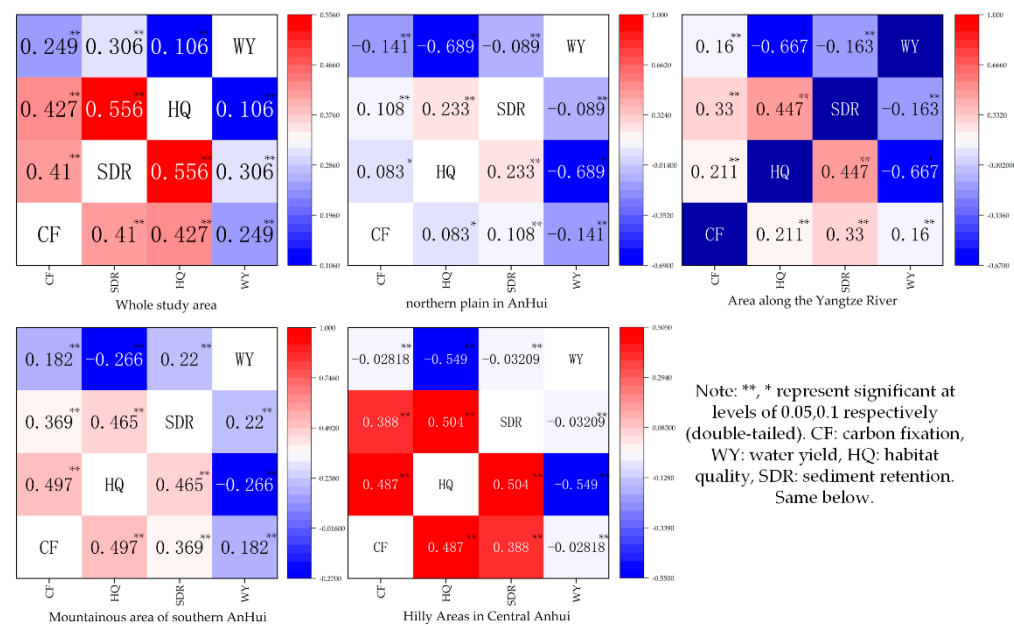 0.249** 0.306** 0.106** WY
0.427** 0.556** HQ 0.106**
0.41** SDR 0.556** 0.306**
CF 0.41** 0.427** 0.249**
CF SDR HQ WY
0.5560
0.4660
0.3760
0.2860
0.1960
0.1060
Whole study area
-0.141** -0.689* -0.089** WY
0.108** 0.233** SDR -0.089**
0.083* HQ 0.233** -0.689
CF 0.083* 0.108** -0.141**
CF HQ SDR WY
1.000
0.6620
0.3240
-0.01400
-0.3520
-0.6900
northern plain in AnHui
0.16** -0.667* -0.163** WY
0.33** 0.447** SDR -0.163**
0.211** HQ 0.447** -0.667
CF 0.211** 0.33** 0.16**
CF HQ SDR WY
1.000
0.6660
0.3320
-0.002000
-0.3360
-0.6700
Area along the Yangtze River
0.182** -0.266** 0.22** WY
0.369** 0.465** SDR 0.22**
0.497** HQ 0.465** -0.266**
CF 0.497** 0.369** 0.182**
CF HQ SDR WY
1.000
0.7460
0.4920
0.2380
-0.01600
-0.2700
Mountainous area of southern AnHui
-0.02818** -0.549** -0.03209** WY
0.388** 0.504** SDR -0.03209**
0.487** HQ 0.504** -0.549**
CF 0.487** 0.388** -0.02818**
CF HQ SDR WY
0.5050
0.2940
0.08300
-0.1280
-0.3390
-0.5500
Hilly Areas in Central Anhui
Note: **, * represent significant at
levels of 0.05,0.1 respectively
(double-tailed). CF: carbon fixation,
WY: water yield, HQ: habitat
quality, SDR: sediment retention.
Same below.